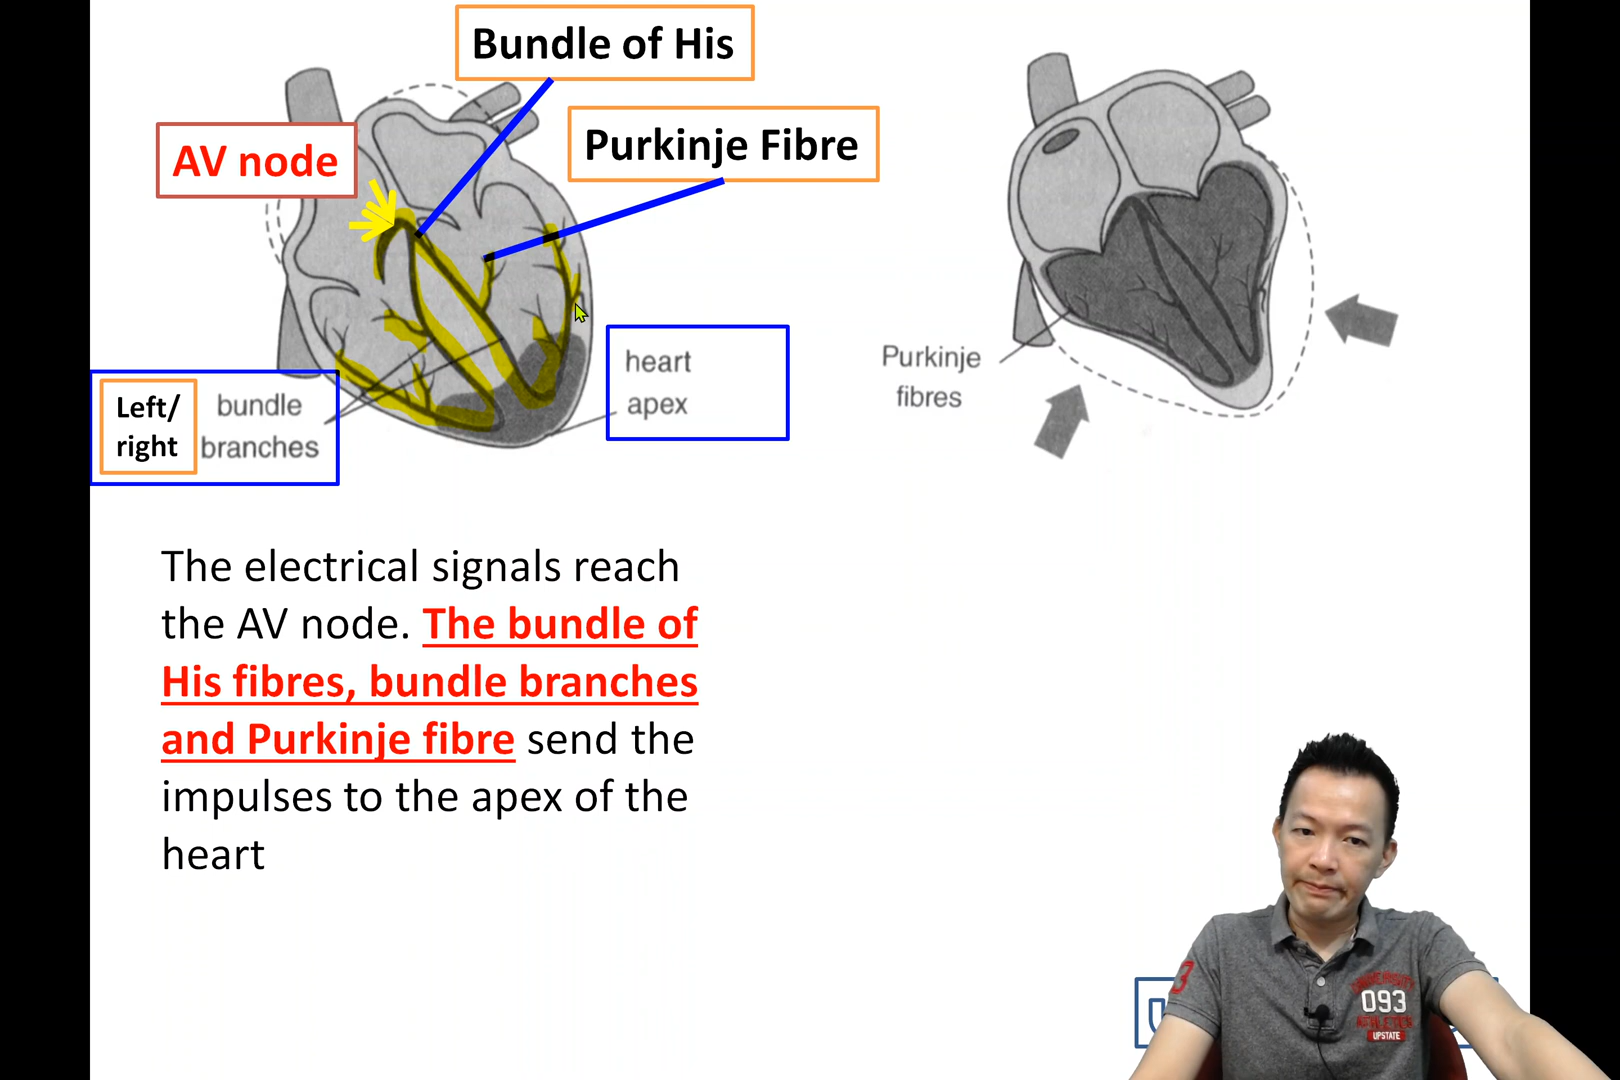 Bundle of His
AV node
Purkinje Fibre
Left/
right
bundle
branches
heart
apex
Purkinje
fibres
The electrical signals reach
the AV node. The bundle of
His fibres, bundle branches
and Purkinje fibre send the
impulses to the apex of the
heart
3
093
UPSTATE